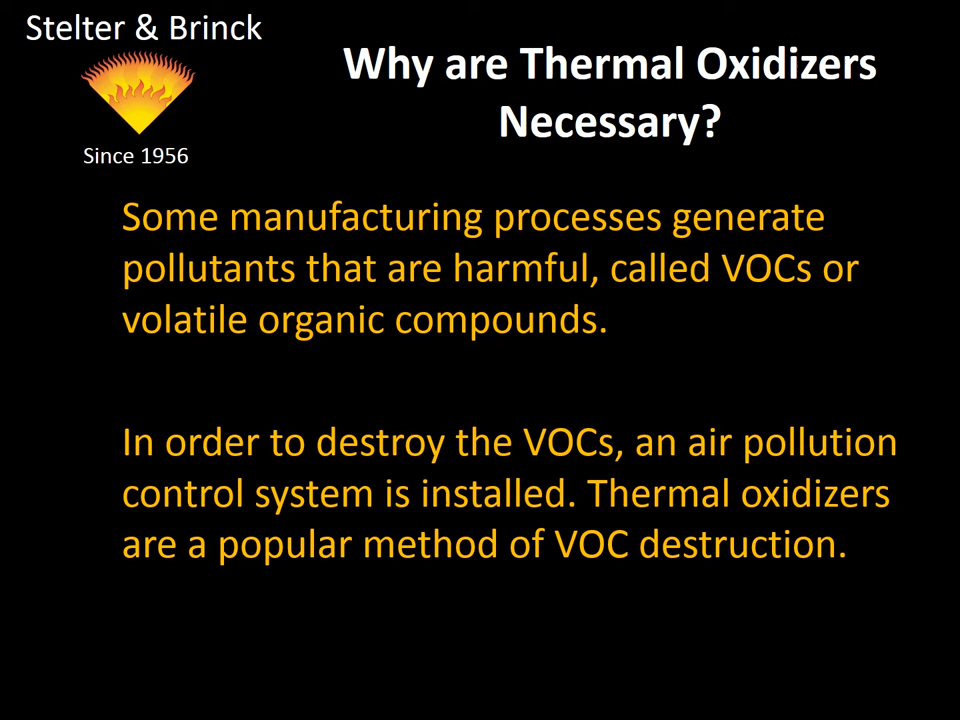 Stelter & Brinck
Since 1956
Why are Thermal Oxidizers
Necessary?
Some manufacturing processes generate
pollutants that are harmful, called VOCs or
volatile organic compounds.
In order to destroy the VOCs, an air pollution
control system is installed. Thermal oxidizers
are a popular method of VOC destruction.